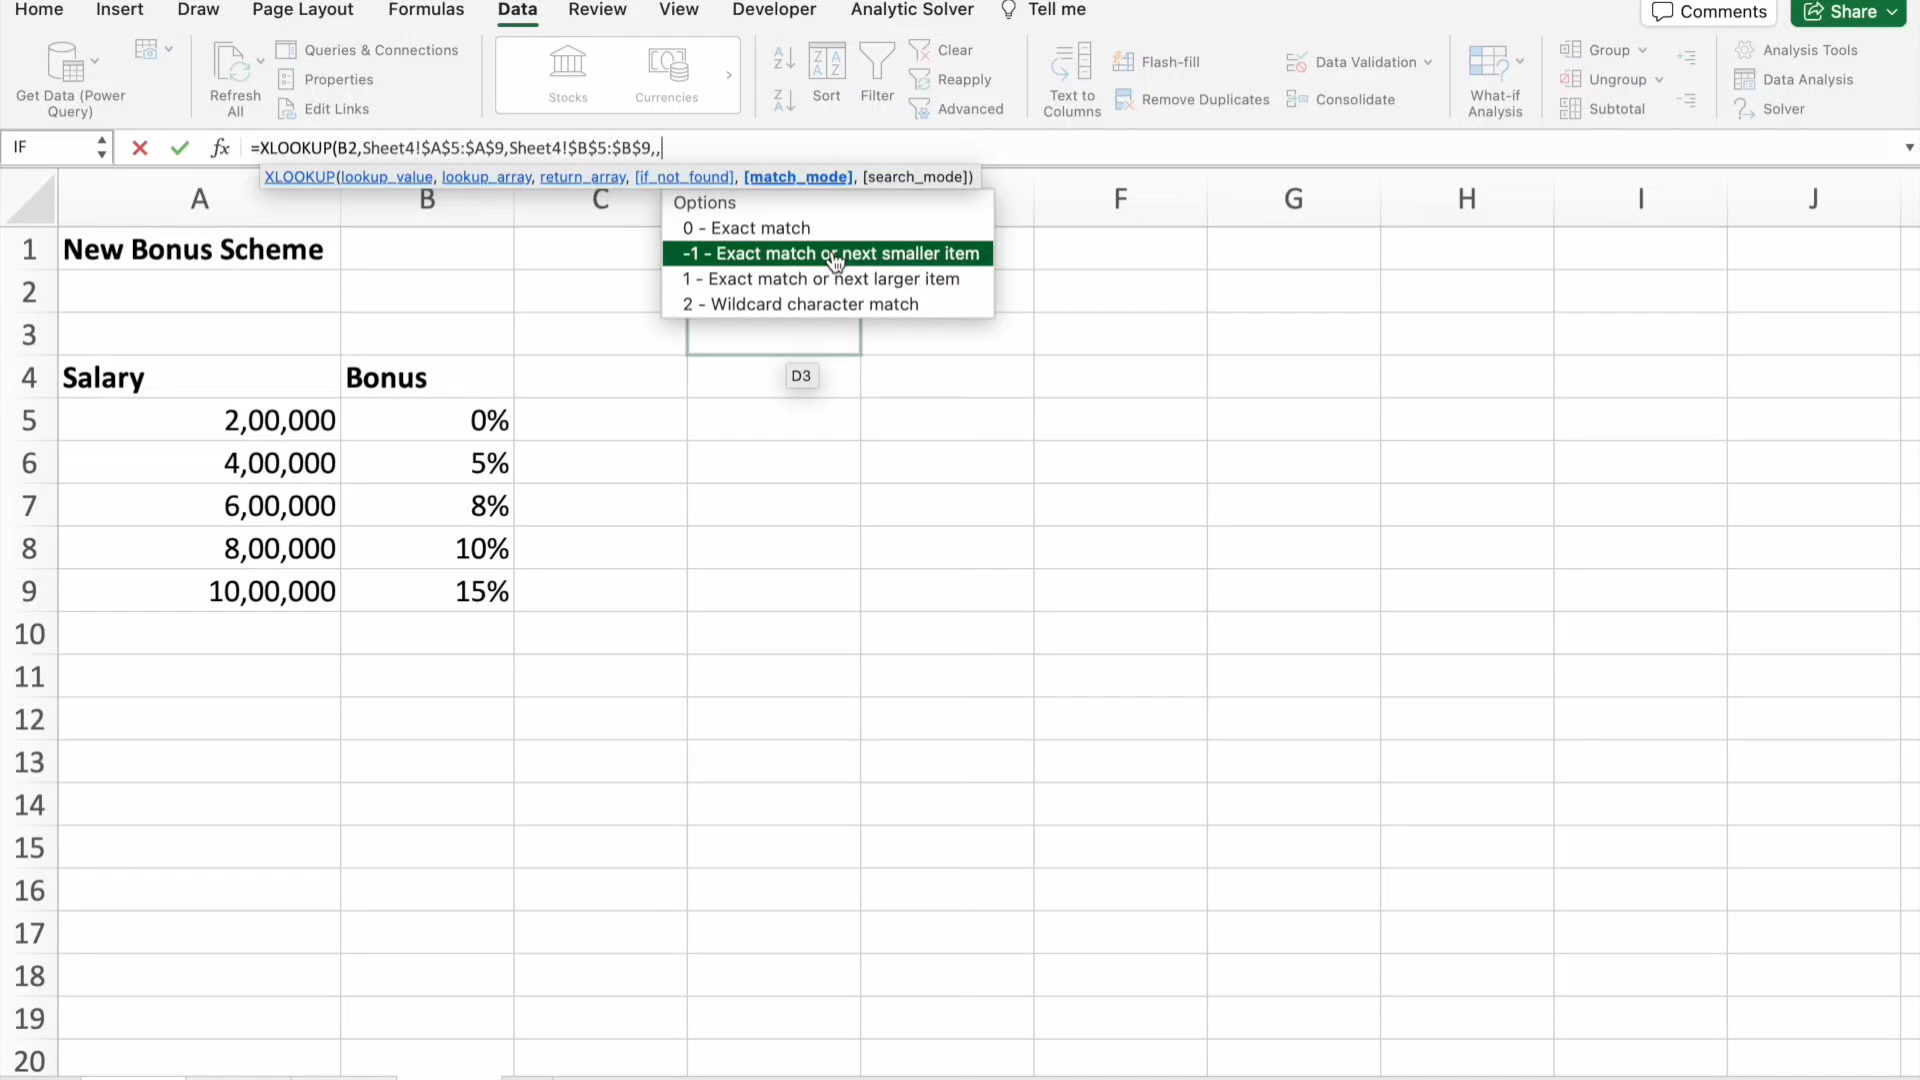 Home Insert Draw Page Layout Formulas Data Review View Developer Analytic Solver Tell me Comments Share
Get Data (Power Query)
Refresh All
Queries & Connections
Properties
Edit Links
Stocks
Currencies
Sort
Filter
Clear
Reapply
Advanced
Text to Columns
Flash-fill
Remove Duplicates
Data Validation
Consolidate
What-if Analysis
Group
Ungroup
Subtotal
Analysis Tools
Data Analysis
Solver
IF fx =XLOOKUP(B2,Sheet4!$A$5:$A$9,Sheet4!$B$5:$B$9,,
XLOOKUP(lookup_value, lookup_array, return_array, [if_not_found], [match_mode], [search_mode])
A B C F G H I J
Options
0 - Exact match
-1 - Exact match or next smaller item
1 - Exact match or next larger item
2 - Wildcard character match
D3
1 New Bonus Scheme
2
3
4 Salary Bonus
5 2,00,000 0%
6 4,00,000 5%
7 6,00,000 8%
8 8,00,000 10%
9 10,00,000 15%
10
11
12
13
14
15
16
17
18
19
20